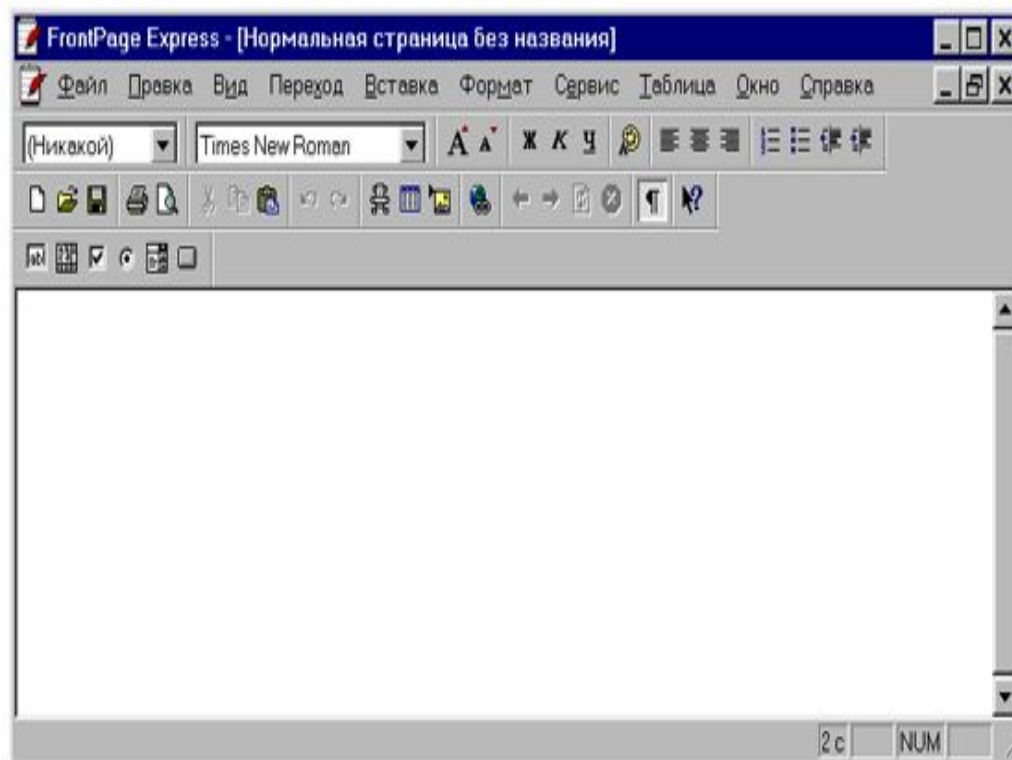 FrontPage Express - [Нормальная страница без названия]
Файл Правка Вид Переход Вставка Формат Сервис Таблица Окно Справка
(Никакой) Times New Roman A A Ж К Ч
¶ ?
ab|
2 с NUM